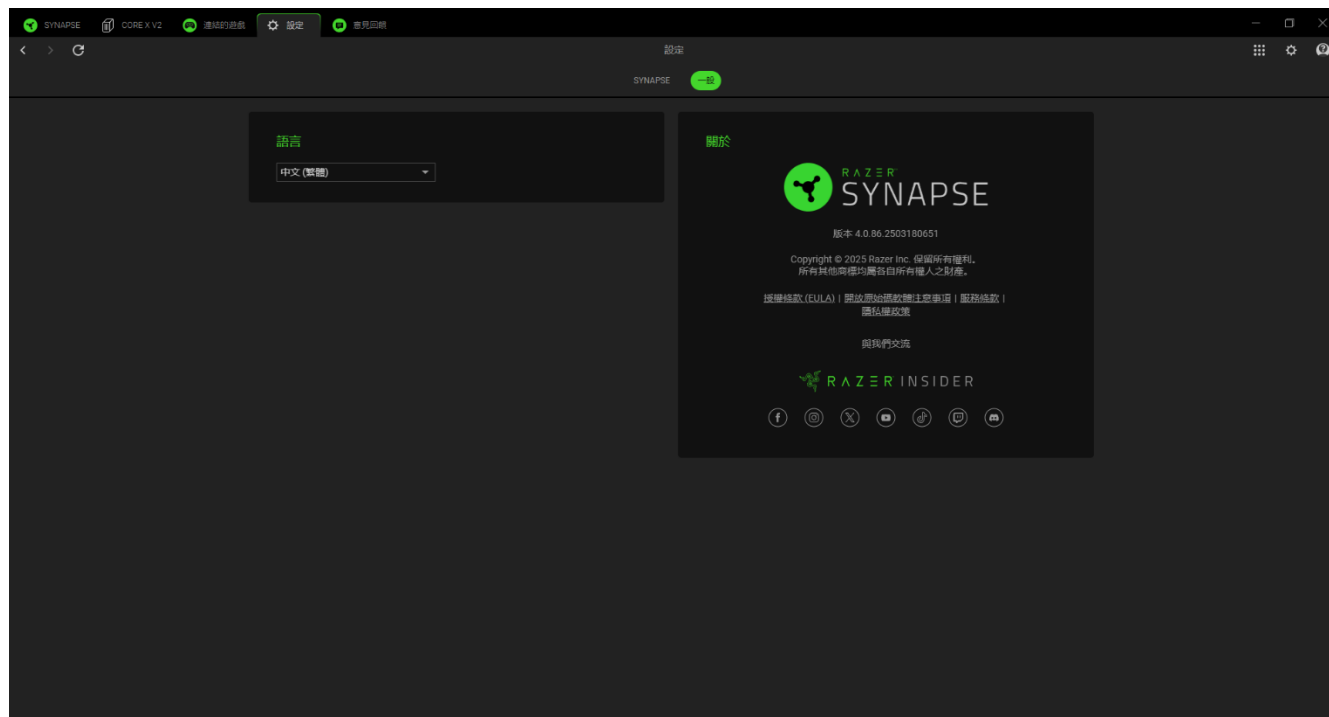 SYNAPSE
CORE X V2
連結的遊戲
設定
意見回饋
設定
SYNAPSE
一般
語言
中文 (繁體)
關於
RAZER
SYNAPSE
版本 4.0.86.2503180651
Copyright © 2025 Razer Inc. 保留所有權利。
所有其他商標均屬各自所有權人之財產。
授權條款 (EULA) | 開放原始碼軟體注意事項 | 服務條款 |
隱私權政策
與我們交流
RAZER INSIDER